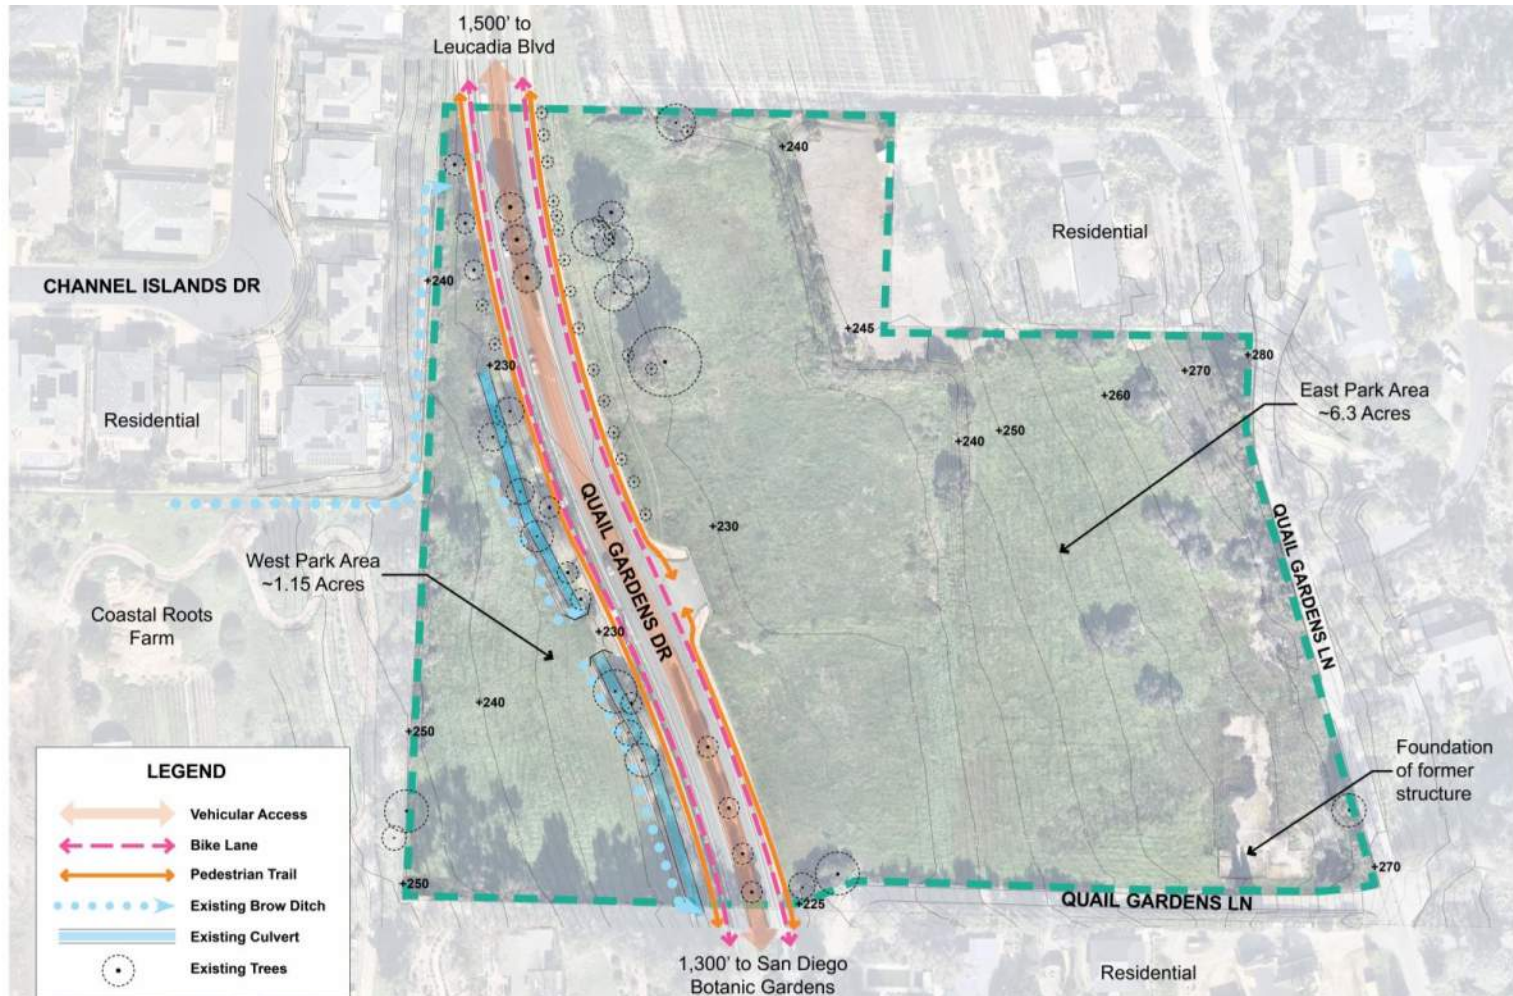 1,500' to
Leucadia Blvd
+240
Residential
CHANNEL ISLANDS DR
+240
+245
+280
+230
+270
+260
East Park Area
~6.3 Acres
Residential
+250
+240
QUAIL GARDENS DR
+230
QUAIL GARDENS LN
West Park Area
~1.15 Acres
Coastal Roots
Farm
+230
+240
+250
Foundation
of former
structure
LEGEND
Vehicular Access
Bike Lane
Pedestrian Trail
Existing Brow Ditch
Existing Culvert
Existing Trees
+250
+270
+225
QUAIL GARDENS LN
1,300' to San Diego
Botanic Gardens
Residential